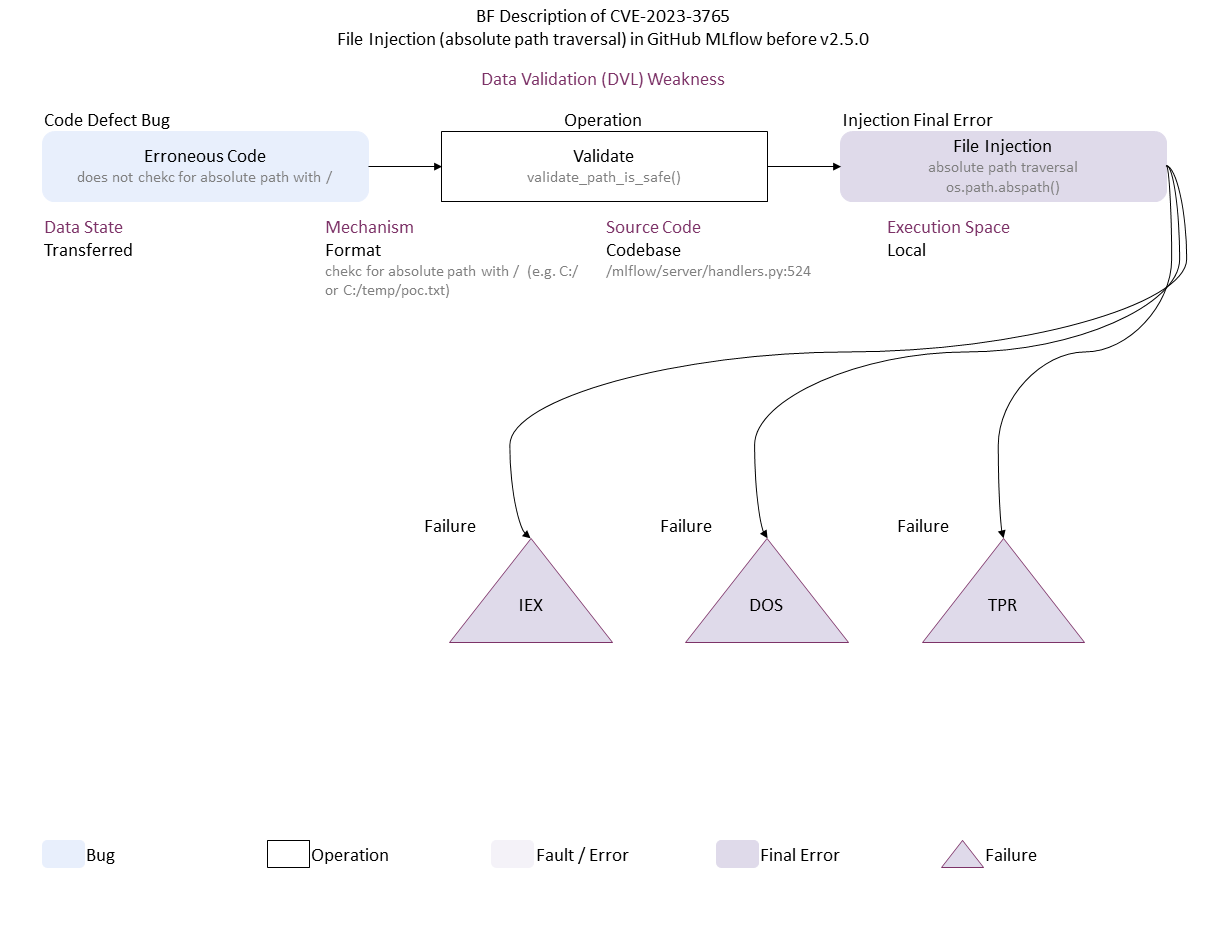 BF Description of CVE-2023-3765
File Injection (absolute path traversal) in GitHub MLflow before v2.5.0
Data Validation (DVL) Weakness
Code Defect Bug
Operation
Injection Final Error
Erroneous Code
does not chekc for absolute path with /
Validate
validate_path_is_safe()
File Injection
absolute path traversal
os.path.abspath()
Data State
Transferred
Mechanism
Format
chekc for absolute path with / (e.g. C:/
or C:/temp/poc.txt)
Source Code
Codebase
/mlflow/server/handlers.py:524
Execution Space
Local
Failure
Failure
Failure
IEX
DOS
TPR
Bug
Operation
Fault / Error
Final Error
Failure